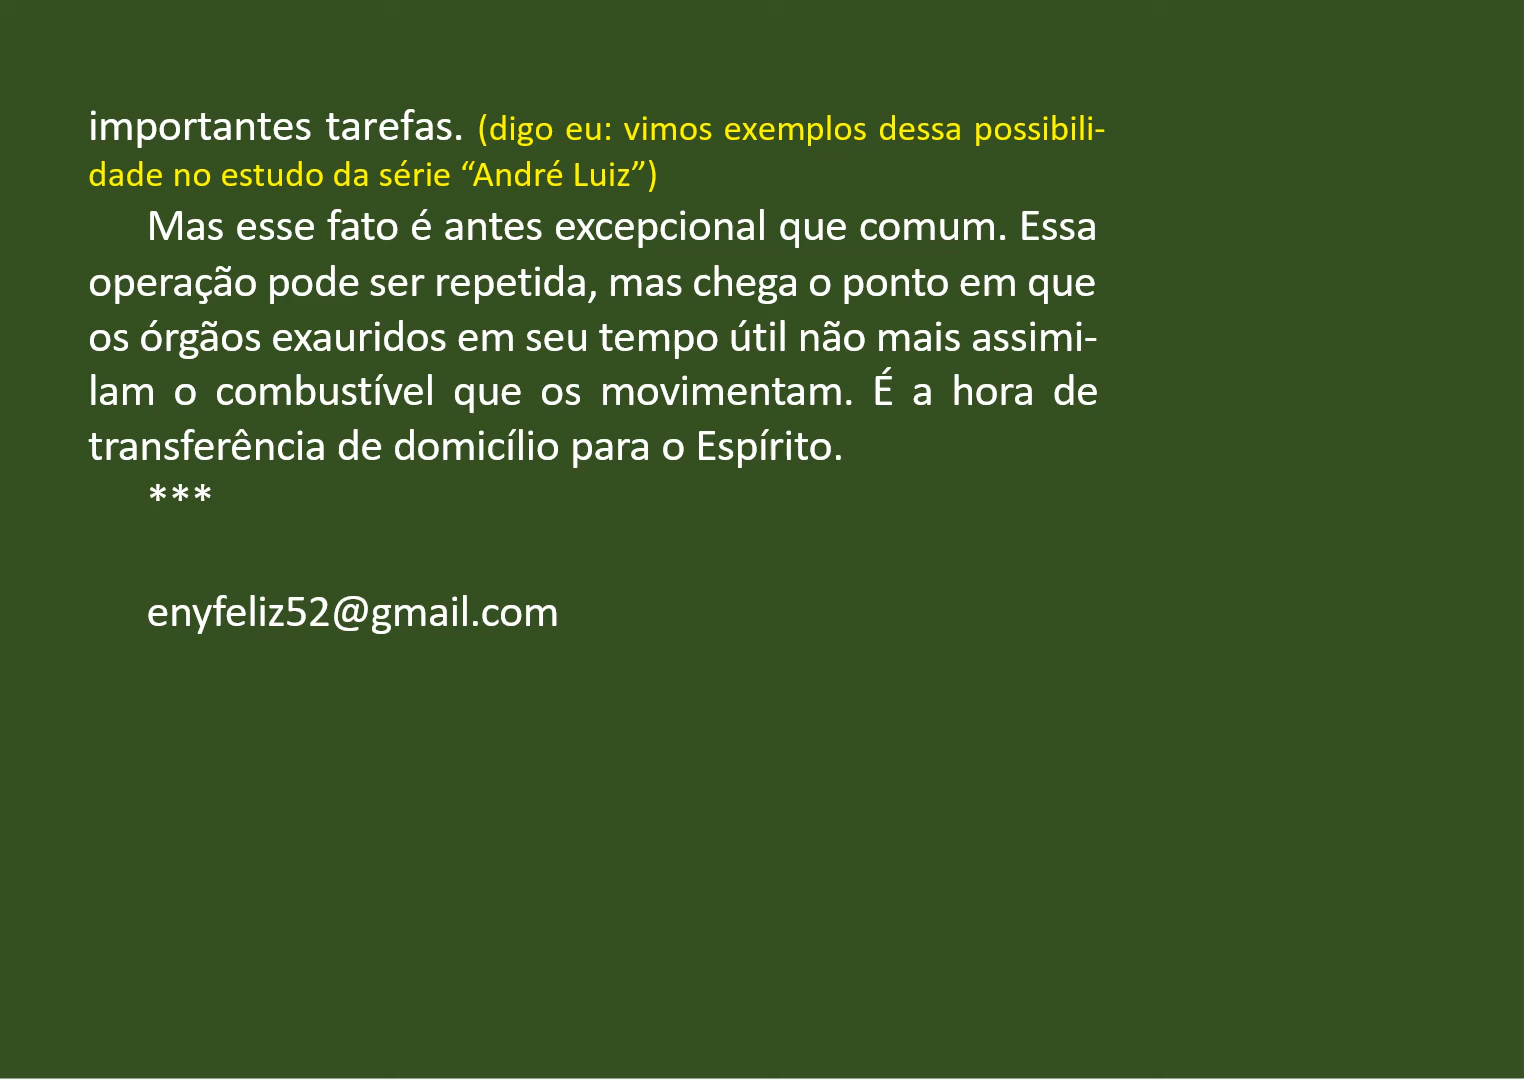 importantes tarefas. (digo eu: vimos exemplos dessa possibili-
dade no estudo da série “André Luiz”)
Mas esse fato é antes excepcional que comum. Essa
operação pode ser repetida, mas chega o ponto em que
os órgãos exauridos em seu tempo útil não mais assimi-
lam o combustível que os movimentam. É a hora de
transferência de domicílio para o Espírito.
***
enyfeliz52@gmail.com